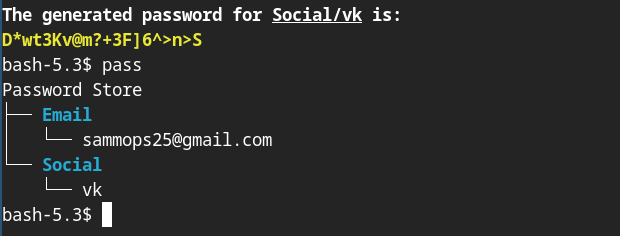 The generated password for Social/vk is:
D*wt3Kv@m?+3F]6^>n>S
bash-5.3$ pass
Password Store
├── Email
│   └── sammops25@gmail.com
└── Social
    └── vk
bash-5.3$